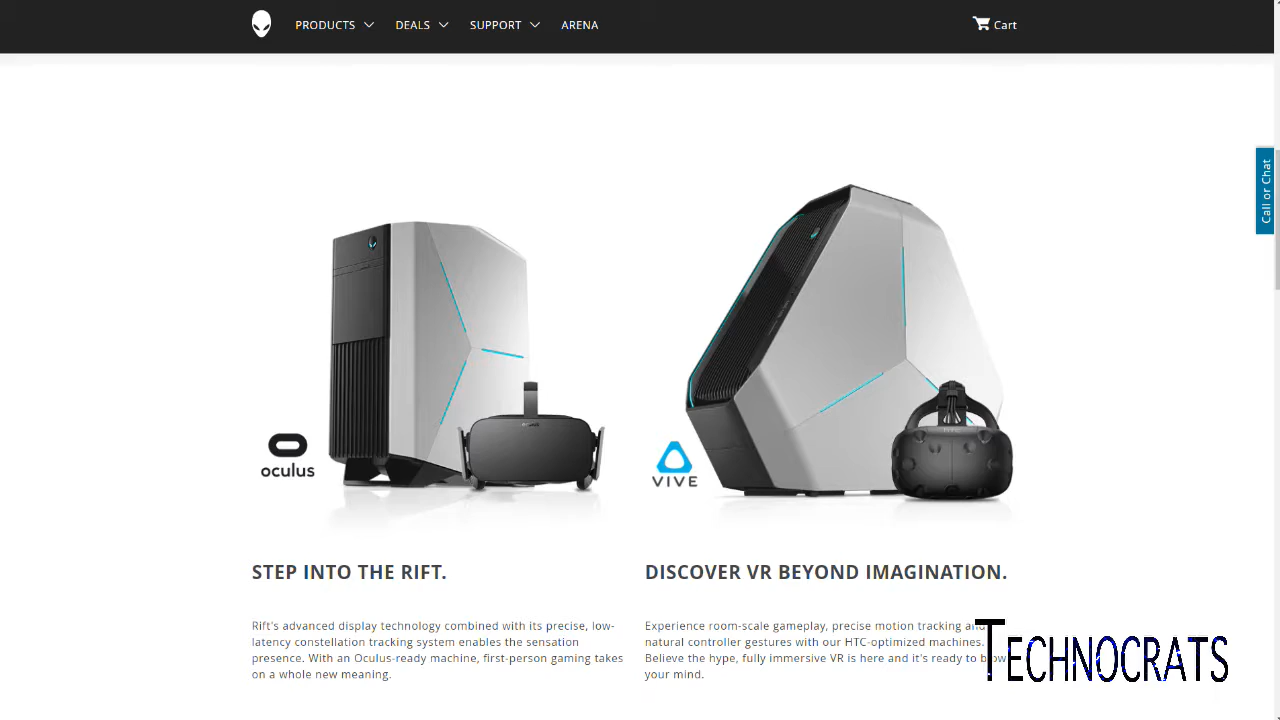 PRODUCTS DEALS SUPPORT ARENA Cart
Call or Chat
oculus
VIVE
STEP INTO THE RIFT.
Rift's advanced display technology combined with its precise, low-
latency constellation tracking system enables the sensation
presence. With an Oculus-ready machine, first-person gaming takes
on a whole new meaning.
DISCOVER VR BEYOND IMAGINATION.
Experience room-scale gameplay, precise motion tracking and
natural controller gestures with our HTC-optimized machines.
Believe the hype, fully immersive VR is here and it's ready to blow
your mind.
TECHNOCRATS